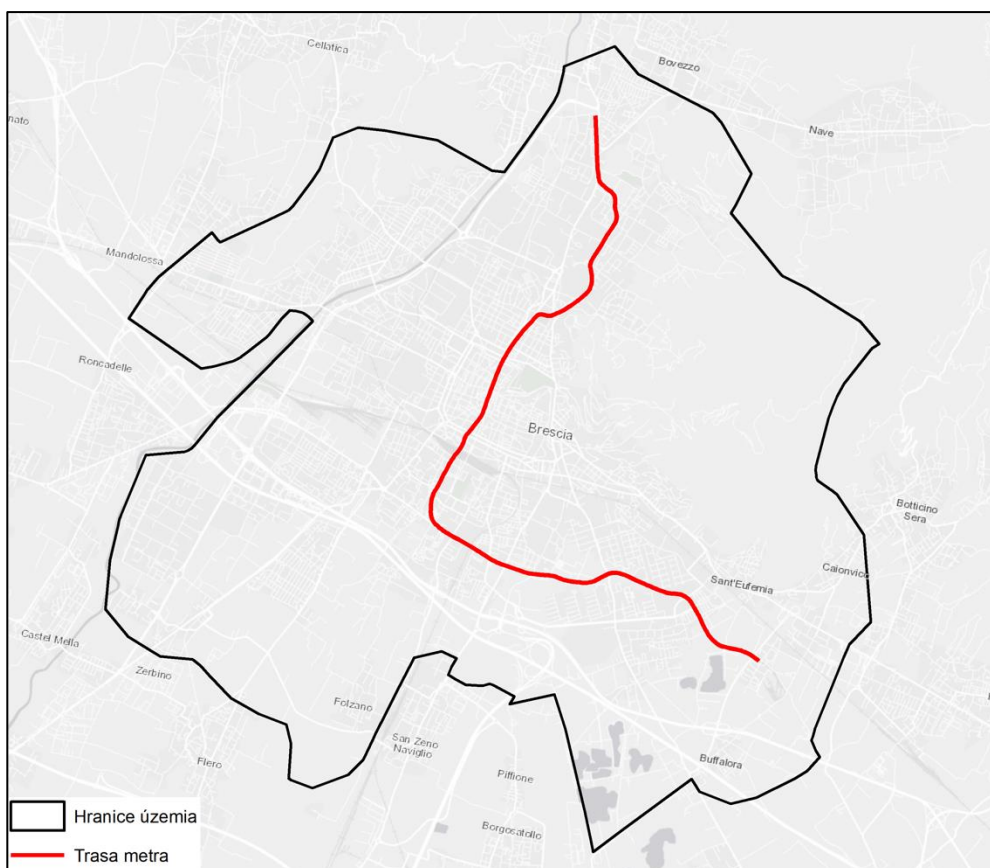 Cellatica
Bovezzo
Nave
Mandolossa
Roncadelle
Brescia
Botticino
Sera
Sant'Eufemia
Caionvico
Castel Mella
Zerbino
Folzano
San Zeno
Naviglio
Flero
Piffione
Buffalora
Borgosatollo
Hranice územia
Trasa metra